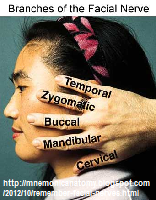 Branches of the Facial Nerve
Temporal
Zygomatic
Buccal
Mandibular
Cervical